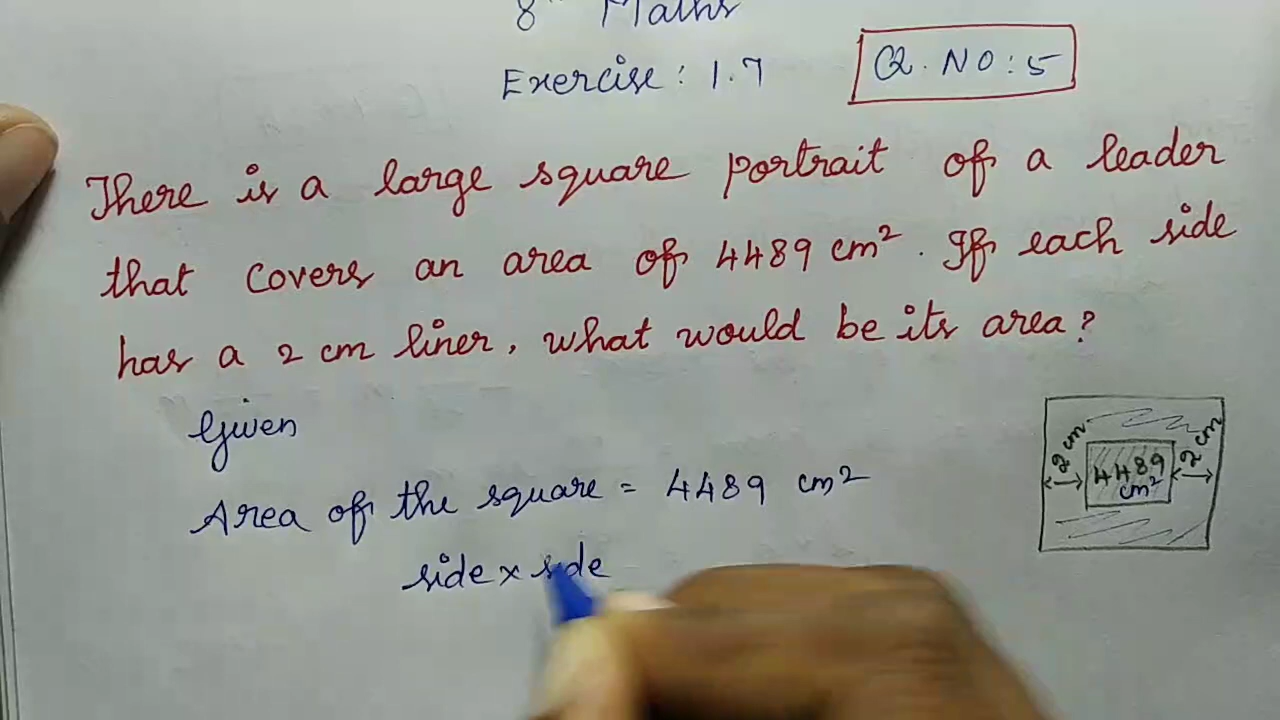 8th Maths
Exercise: 1.7
Q. NO: 5
There is a large square portrait of a leader
that covers an area of 4489 cm². If each side
has a 2 cm liner, what would be its area?
Given
Area of the square = 4489 cm²
side × side
2 cm
4489
cm²
2 cm